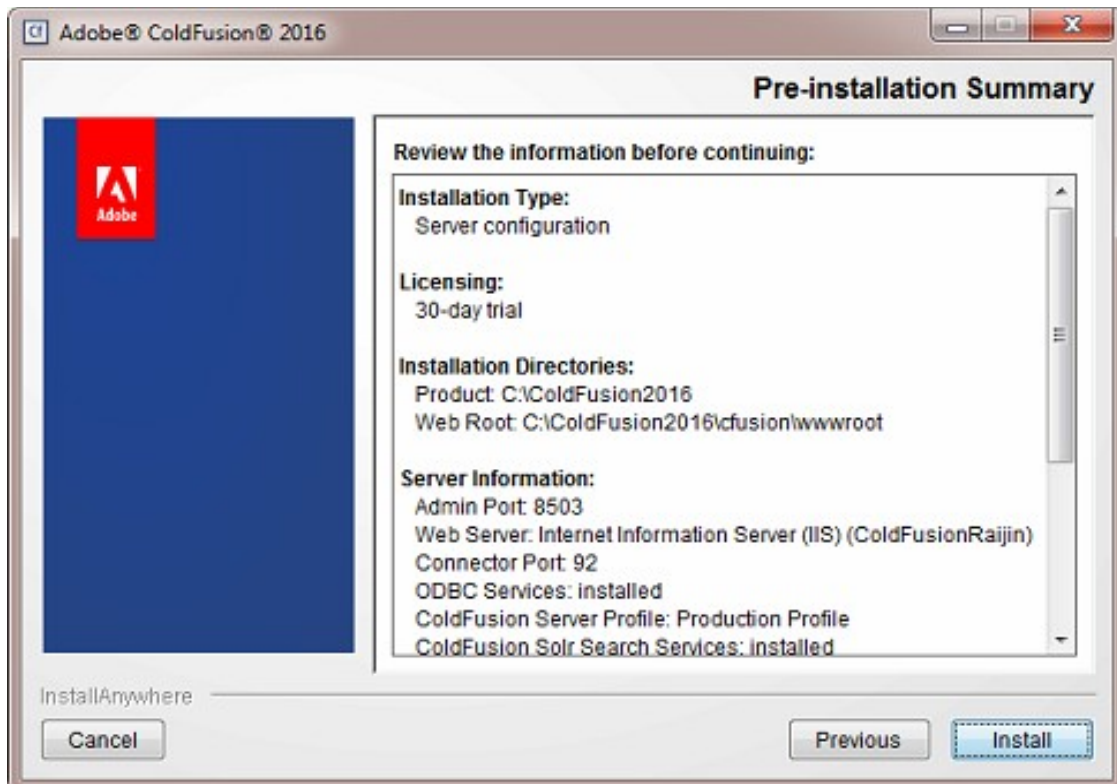 Adobe® ColdFusion® 2016
Pre-installation Summary
Adobe
Review the information before continuing:
Installation Type:
Server configuration
Licensing:
30-day trial
Installation Directories:
Product: C:\ColdFusion2016
Web Root: C:\ColdFusion2016\cfusion\wwwroot
Server Information:
Admin Port: 8503
Web Server: Internet Information Server (IIS) (ColdFusionRaijin)
Connector Port: 92
ODBC Services: installed
ColdFusion Server Profile: Production Profile
ColdFusion Solr Search Services: installed
InstallAnywhere
Cancel
Previous
Install